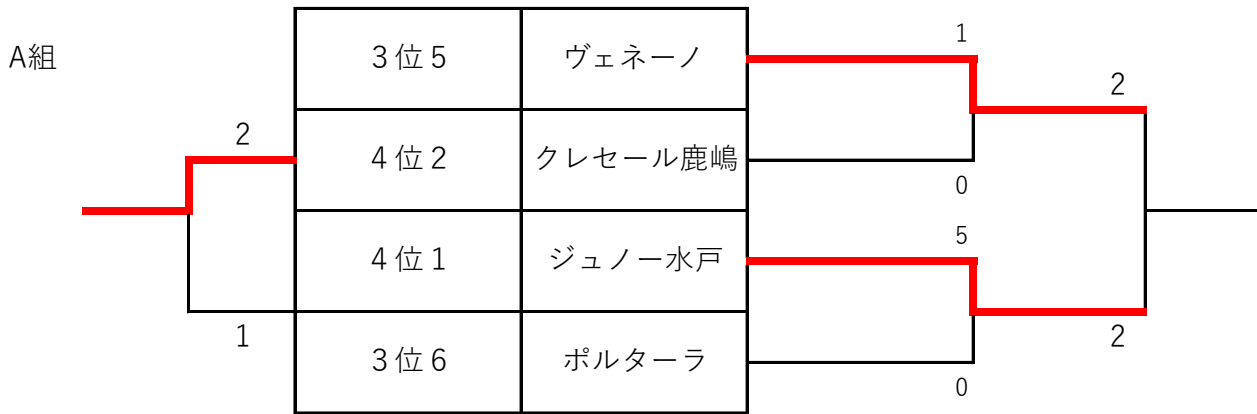 A組
3位5 ヴェネーノ 1
2
2 4位2 クレセール鹿嶋 0
4位1 ジュノー水戸 5
1 3位6 ポルターラ 0
2